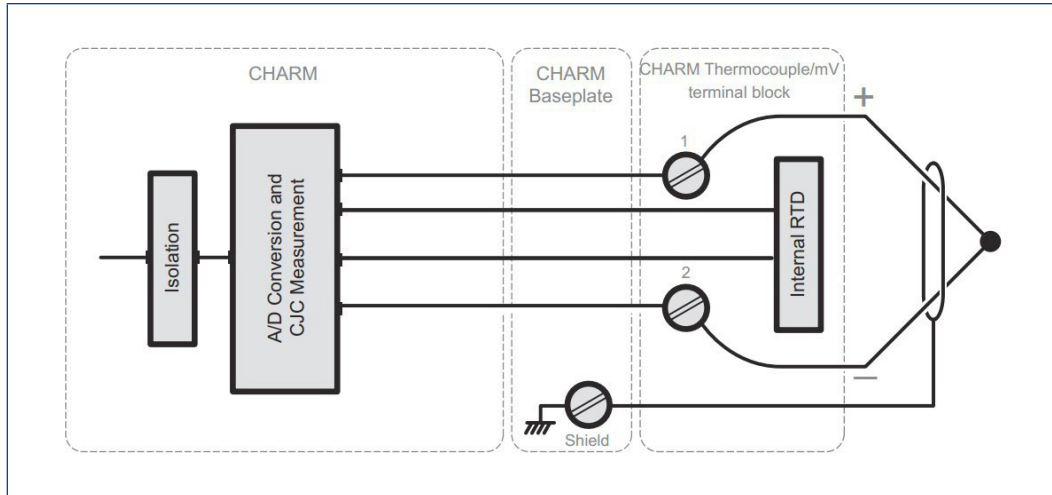 CHARM
CHARM
Baseplate
CHARM Thermocouple/mV
terminal block
+
1
Isolation
A/D Conversion and
CJC Measurement
Internal RTD
2
—
Shield